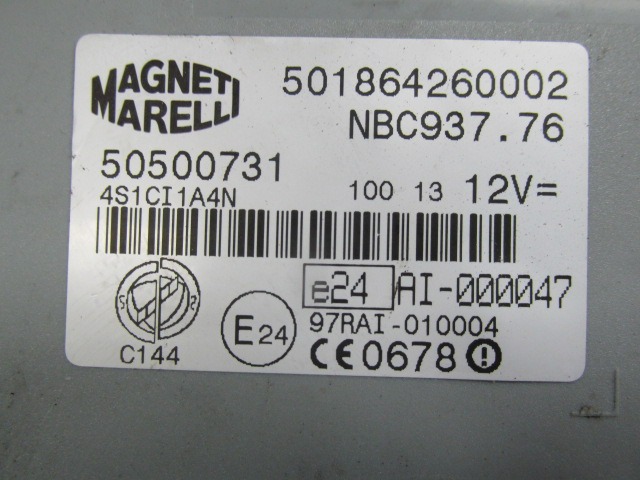 MAGNETI
MARELLI
501864260002
NBC937.76
50500731
4S1CI1A4N
100 13 12V=
e24 AI-000047
97RAI-010004
E24
C144
CE0678